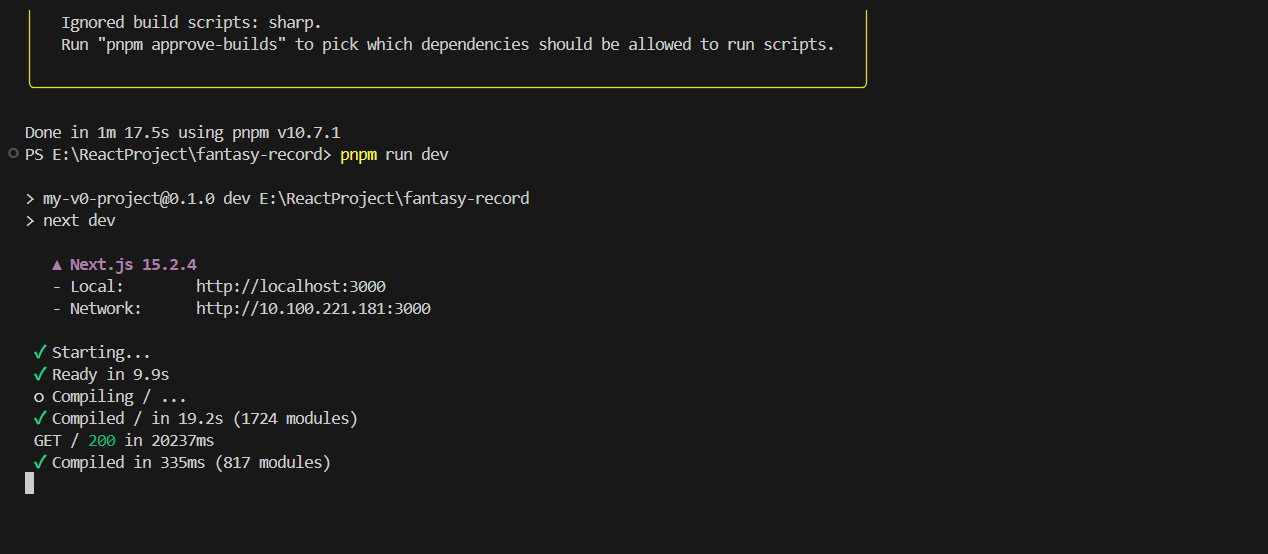 Ignored build scripts: sharp.
Run "pnpm approve-builds" to pick which dependencies should be allowed to run scripts.
Done in 1m 17.5s using pnpm v10.7.1
PS E:\ReactProject\fantasy-record> pnpm run dev
> my-v0-project@0.1.0 dev E:\ReactProject\fantasy-record
> next dev
▲ Next.js 15.2.4
- Local: http://localhost:3000
- Network: http://10.100.221.181:3000
✓ Starting...
✓ Ready in 9.9s
○ Compiling / ...
✓ Compiled / in 19.2s (1724 modules)
GET / 200 in 20237ms
✓ Compiled in 335ms (817 modules)